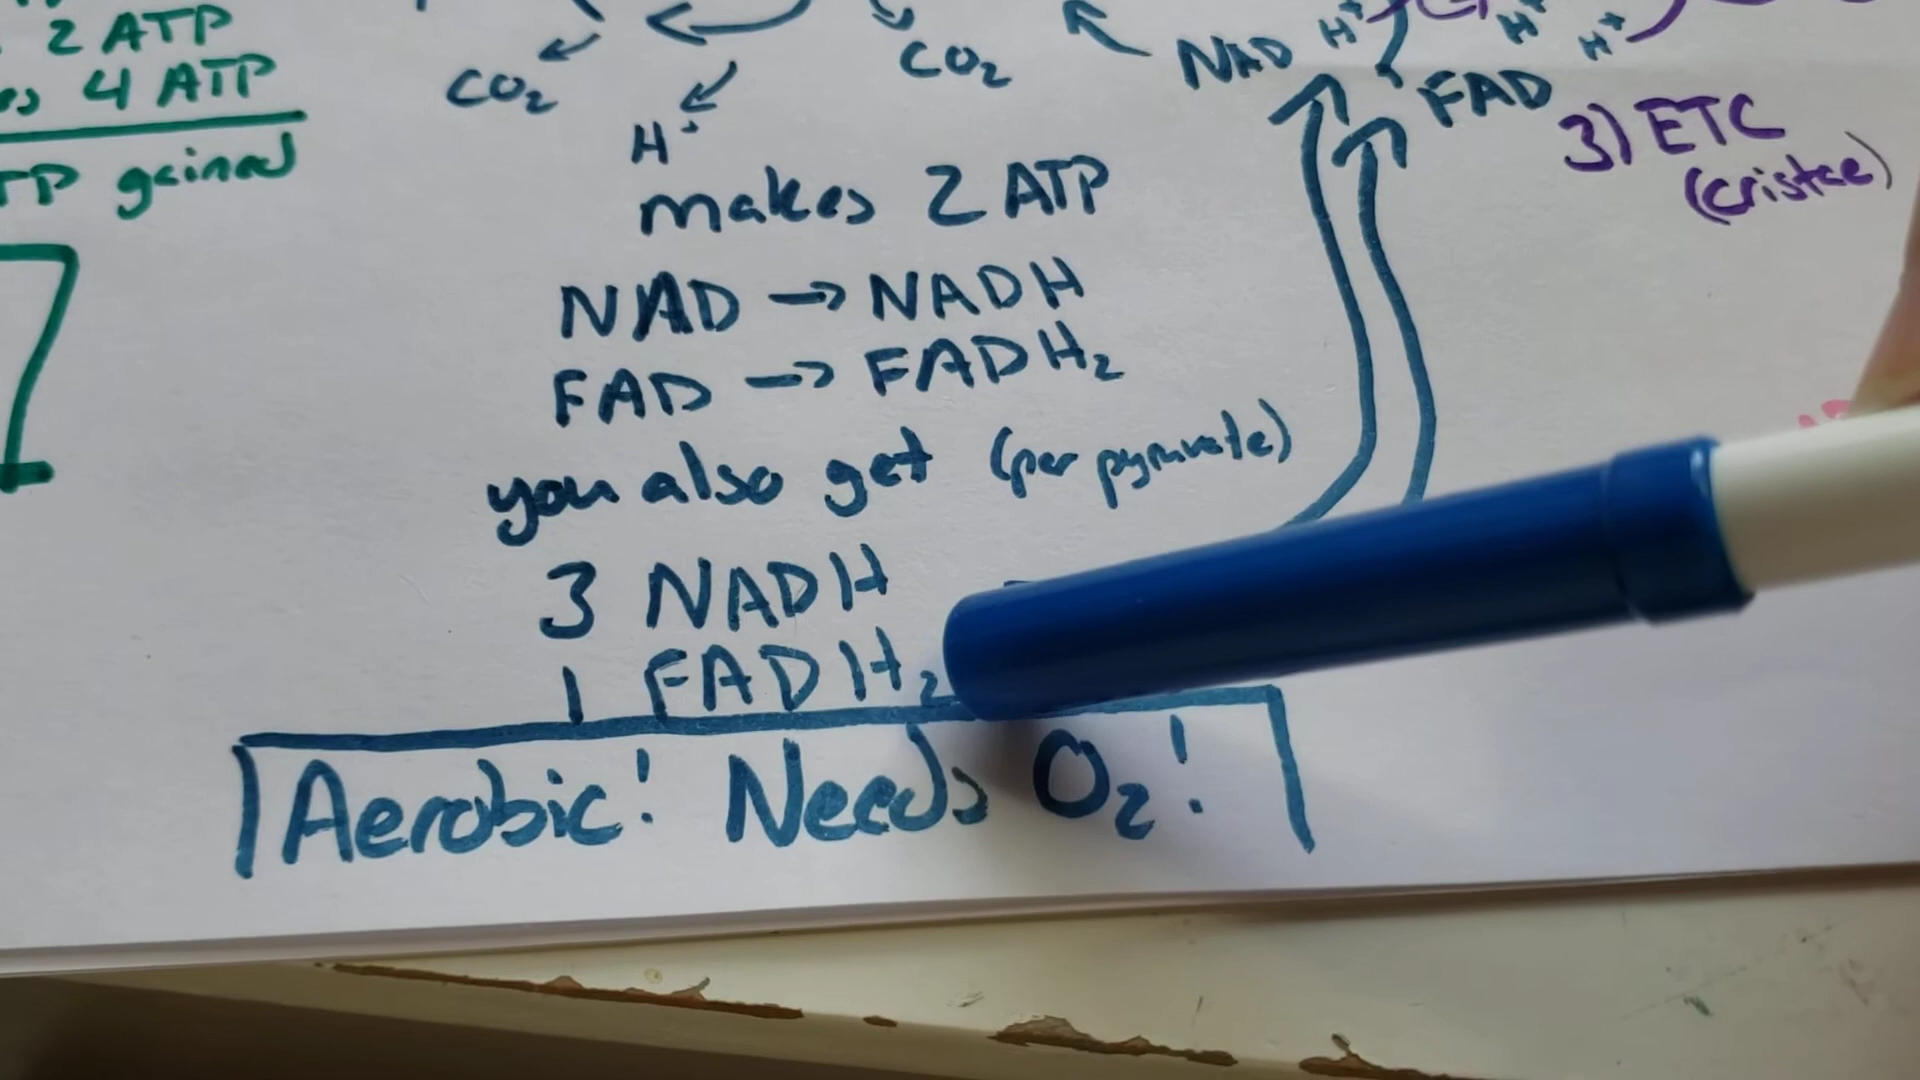 2 ATP
4 ATP
gained
CO₂
H⁺
CO₂
makes 2 ATP
NAD → NADH
FAD → FADH₂
you also get (per pyruvate)
3 NADH
1 FADH₂
Aerobic! Needs O₂!
NAD
H⁺
FAD
H⁺
H⁺
3) ETC
(cristae)